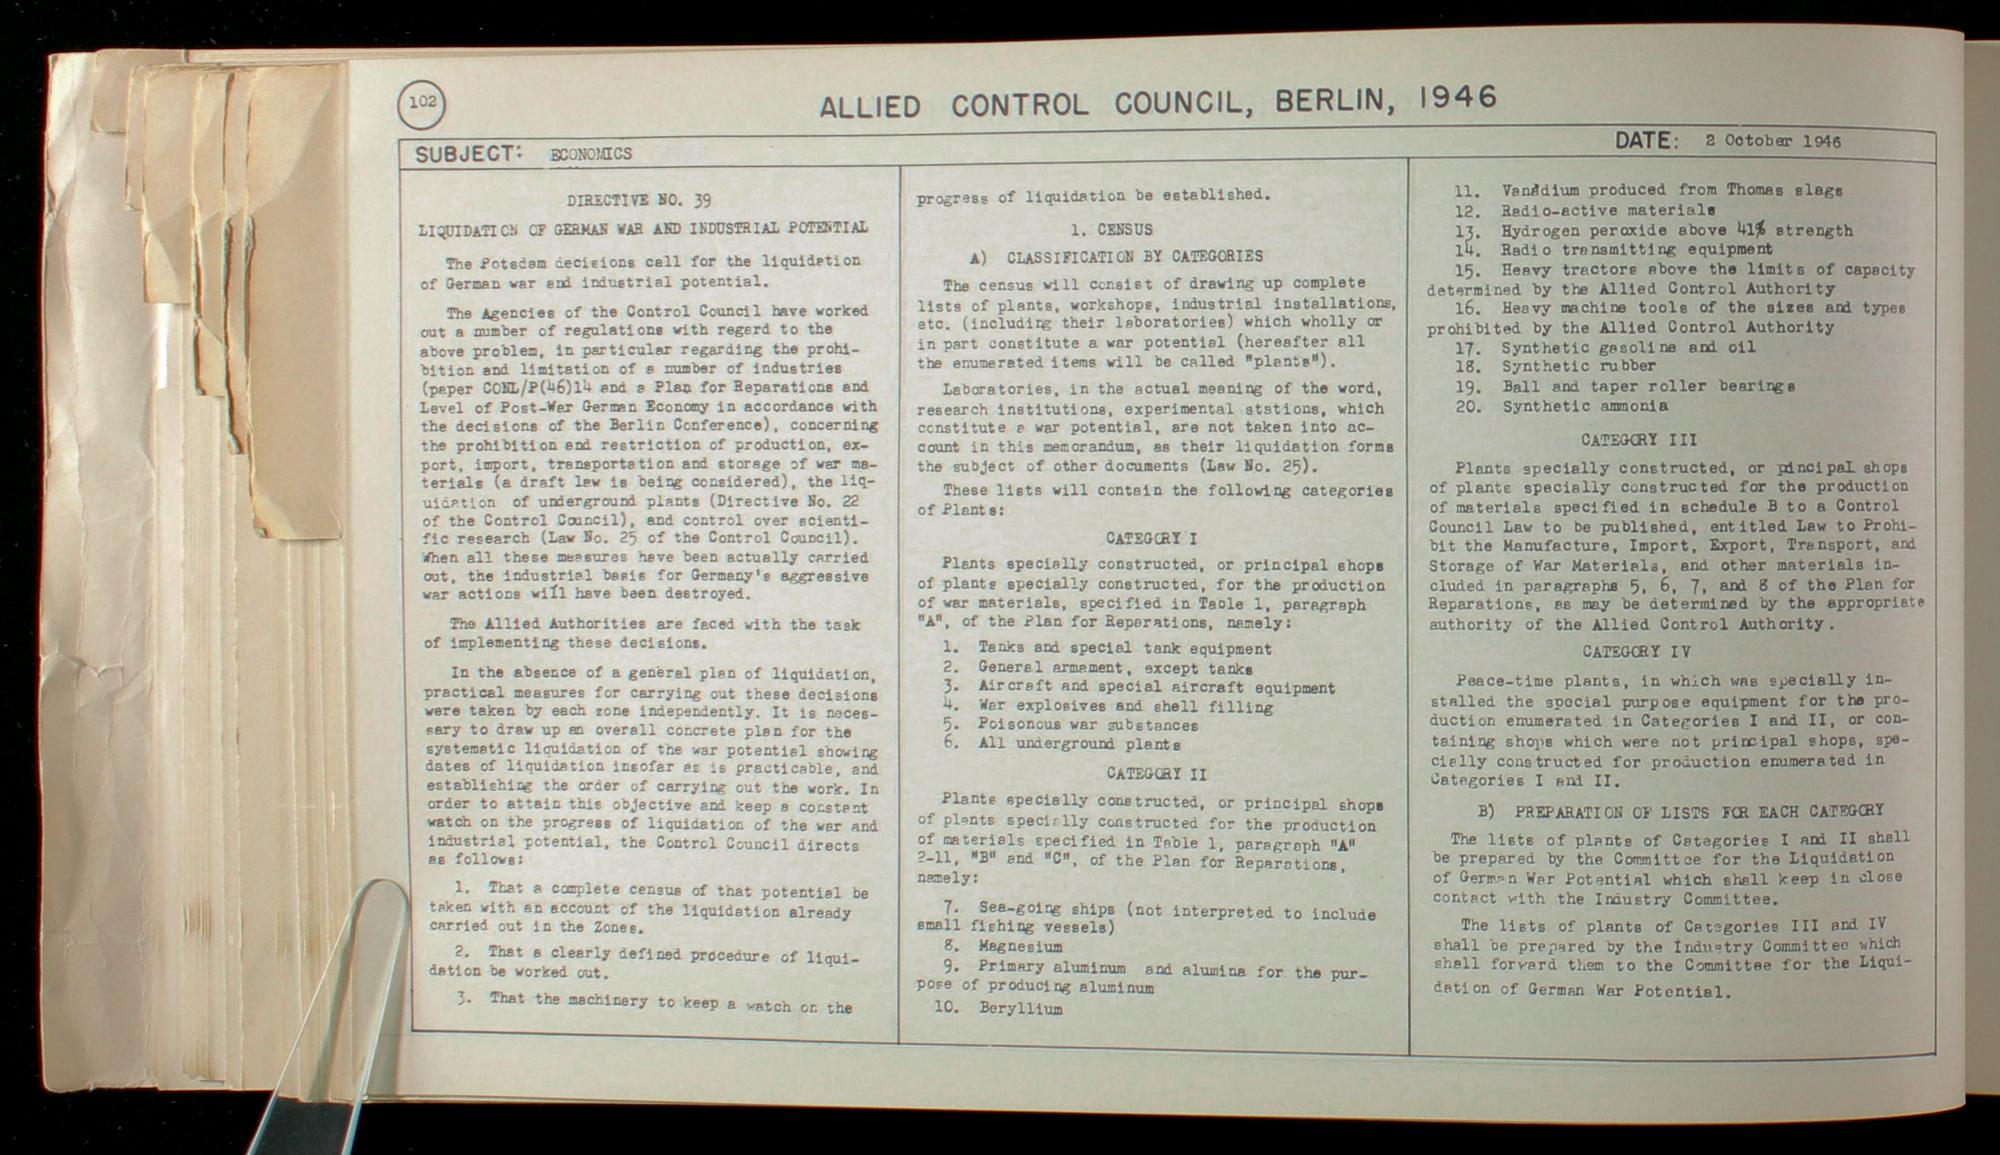 102
ALLIED CONTROL COUNCIL, BERLIN, 1946
SUBJECT: ECONOMICS
DATE: 2 October 1946
DIRECTIVE NO. 39
LIQUIDATION OF GERMAN WAR AND INDUSTRIAL POTENTIAL
The Potsdam decisions call for the liquidation
of German war and industrial potential.
The Agencies of the Control Council have worked
out a number of regulations with regard to the
above problem, in particular regarding the prohi-
bition and limitation of a number of industries
(paper CONL/P(46)14 and a Plan for Reparations and
Level of Post-War German Economy in accordance with
the decisions of the Berlin Conference), concerning
the prohibition and restriction of production, ex-
port, import, transportation and storage of war ma-
terials (a draft law is being considered), the liq-
uidation of underground plants (Directive No. 22
of the Control Council), and control over scienti-
fic research (Law No. 25 of the Control Council).
When all these measures have been actually carried
out, the industrial basis for Germany's aggressive
war actions will have been destroyed.
The Allied Authorities are faced with the task
of implementing these decisions.
In the absence of a general plan of liquidation,
practical measures for carrying out these decisions
were taken by each zone independently. It is neces-
sary to draw up an overall concrete plan for the
systematic liquidation of the war potential showing
dates of liquidation insofar as is practicable, and
establishing the order of carrying out the work. In
order to attain this objective and keep a constant
watch on the progress of liquidation of the war and
industrial potential, the Control Council directs
as follows:
1. That a complete census of that potential be
taken with an account of the liquidation already
carried out in the Zones.
2. That a clearly defined procedure of liqui-
dation be worked out.
3. That the machinery to keep a watch on the
progress of liquidation be established.
1. CENSUS
A) CLASSIFICATION BY CATEGORIES
The census will consist of drawing up complete
lists of plants, workshops, industrial installations,
etc. (including their laboratories) which wholly or
in part constitute a war potential (hereafter all
the enumerated items will be called "plants").
Laboratories, in the actual meaning of the word,
research institutions, experimental stations, which
constitute a war potential, are not taken into ac-
count in this memorandum, as their liquidation forms
the subject of other documents (Law No. 25).
These lists will contain the following categories
of Plants:
CATEGORY I
Plants specially constructed, or principal shops
of plants specially constructed, for the production
of war materials, specified in Table 1, paragraph
"A", of the Plan for Reparations, namely:
1. Tanks and special tank equipment
2. General armament, except tanks
3. Aircraft and special aircraft equipment
4. War explosives and shell filling
5. Poisonous war substances
6. All underground plants
CATEGORY II
Plants specially constructed, or principal shops
of plants specially constructed for the production
of materials specified in Table 1, paragraph "A"
2-11, "B" and "C", of the Plan for Reparations,
namely:
7. Sea-going ships (not interpreted to include
small fishing vessels)
8. Magnesium
9. Primary aluminum and alumina for the pur-
pose of producing aluminum
10. Beryllium
11. Vanadium produced from Thomas slags
12. Radio-active materials
13. Hydrogen peroxide above 41% strength
14. Radio transmitting equipment
15. Heavy tractors above the limits of capacity
determined by the Allied Control Authority
16. Heavy machine tools of the sizes and types
prohibited by the Allied Control Authority
17. Synthetic gasoline and oil
18. Synthetic rubber
19. Ball and taper roller bearings
20. Synthetic ammonia
CATEGORY III
Plants specially constructed, or pincipal shops
of plants specially constructed for the production
of materials specified in schedule B to a Control
Council Law to be published, entitled Law to Prohi-
bit the Manufacture, Import, Export, Transport, and
Storage of War Materials, and other materials in-
cluded in paragraphs 5, 6, 7, and 8 of the Plan for
Reparations, as may be determined by the appropriate
authority of the Allied Control Authority.
CATEGORY IV
Peace-time plants, in which was specially in-
stalled the special purpose equipment for the pro-
duction enumerated in Categories I and II, or con-
taining shops which were not principal shops, spe-
cially constructed for production enumerated in
Categories I and II.
B) PREPARATION OF LISTS FOR EACH CATEGORY
The lists of plants of Categories I and II shall
be prepared by the Committee for the Liquidation
of German War Potential which shall keep in close
contact with the Industry Committee.
The lists of plants of Categories III and IV
shall be prepared by the Industry Committee which
shall forward them to the Committee for the Liqui-
dation of German War Potential.